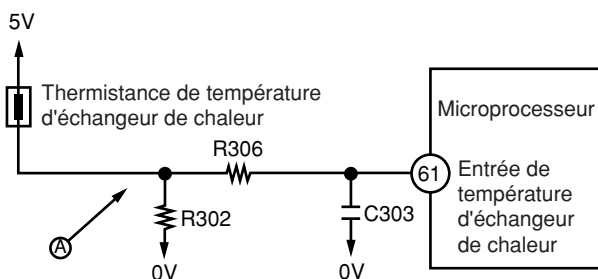 5V
Thermistance de température
d'échangeur de chaleur
Microprocesseur
R306
61
Entrée de
température
d'échangeur
de chaleur
R302
C303
A
0V
0V